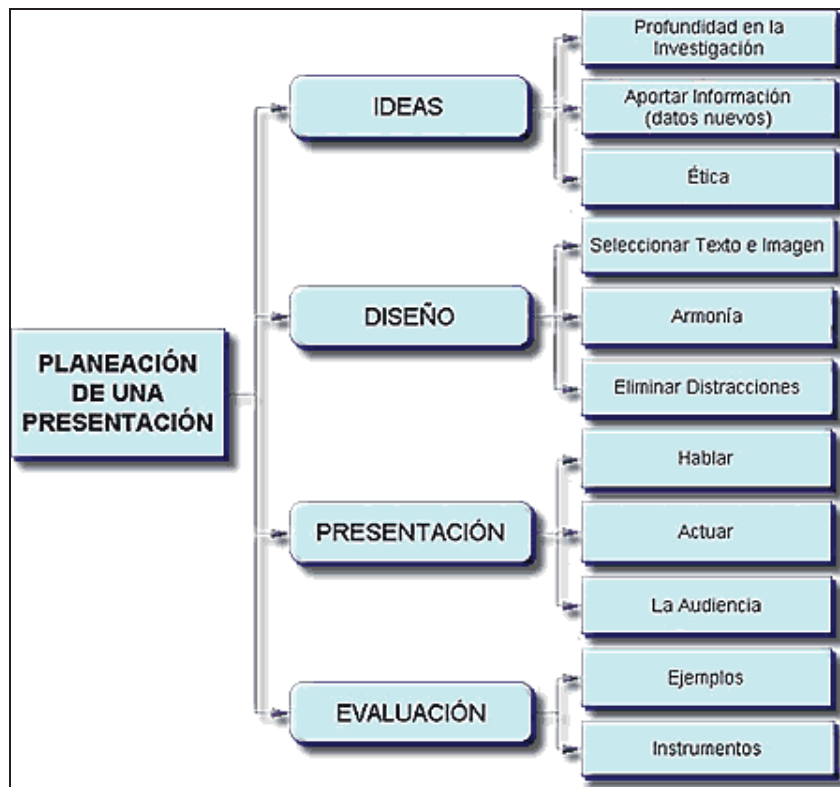 PLANEACIÓN
DE UNA
PRESENTACIÓN
IDEAS
Profundidad en la
Investigación
Aportar Información
(datos nuevos)
Ética
DISEÑO
Seleccionar Texto e Imagen
Armonía
Eliminar Distracciones
PRESENTACIÓN
Hablar
Actuar
La Audiencia
EVALUACIÓN
Ejemplos
Instrumentos